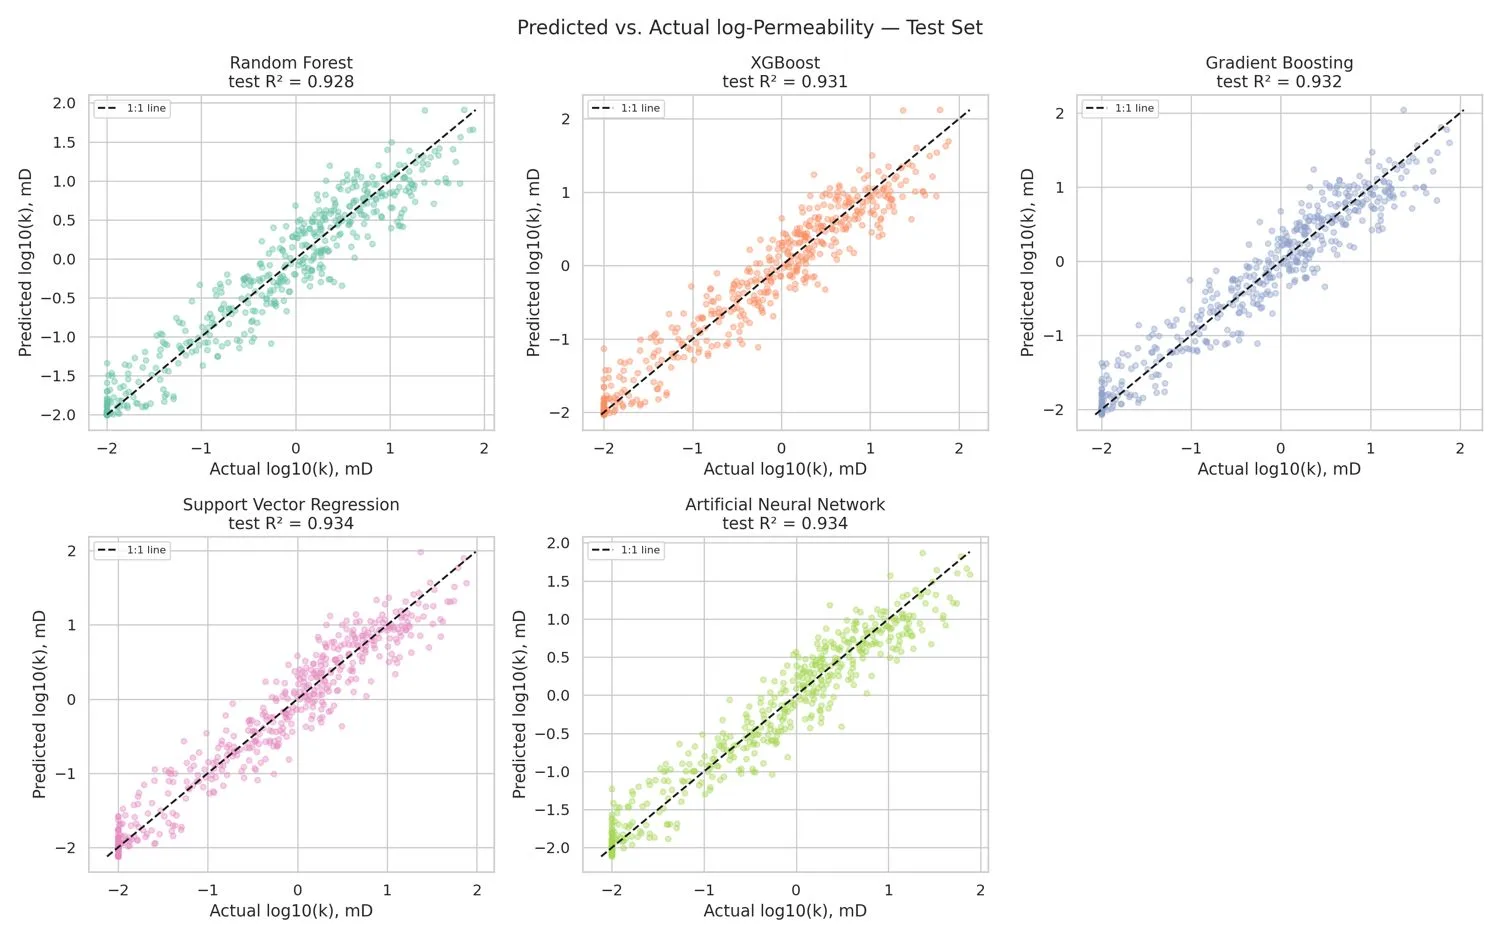 Predicted vs. Actual log-Permeability — Test Set
Random Forest
test R² = 0.928
1:1 line
2.0
1.5
1.0
0.5
0.0
−0.5
−1.0
−1.5
−2.0
Predicted log10(k), mD
−2
−1
0
1
2
Actual log10(k), mD
XGBoost
test R² = 0.931
1:1 line
2
1
0
−1
−2
Predicted log10(k), mD
−2
−1
0
1
2
Actual log10(k), mD
Gradient Boosting
test R² = 0.932
1:1 line
2
1
0
−1
−2
Predicted log10(k), mD
−2
−1
0
1
2
Actual log10(k), mD
Support Vector Regression
test R² = 0.934
1:1 line
2
1
0
−1
−2
Predicted log10(k), mD
−2
−1
0
1
2
Actual log10(k), mD
Artificial Neural Network
test R² = 0.934
1:1 line
2.0
1.5
1.0
0.5
0.0
−0.5
−1.0
−1.5
−2.0
Predicted log10(k), mD
−2
−1
0
1
2
Actual log10(k), mD